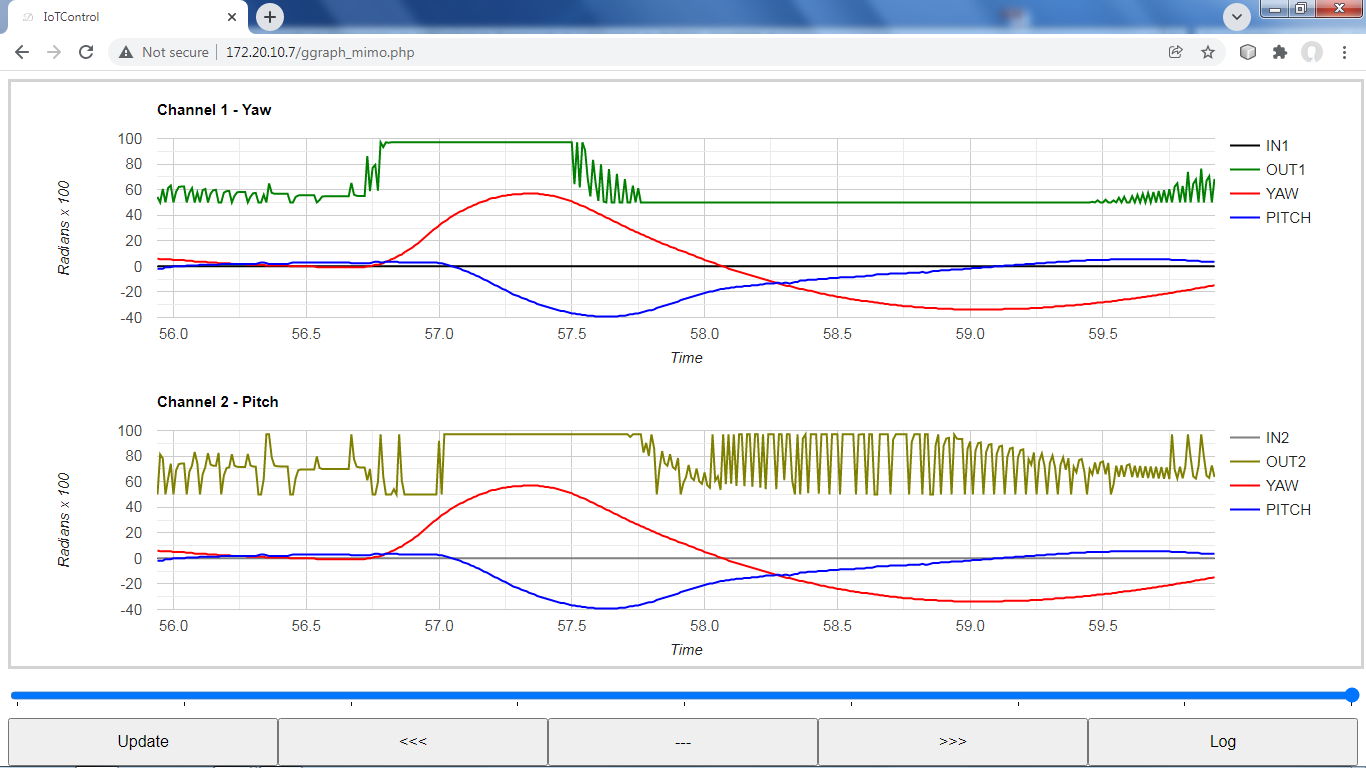 IoTControl
Not secure 172.20.10.7/ggraph_mimo.php
Channel 1 - Yaw
100
80
60
40
20
0
-20
-40
Radians x 100
56.0 56.5 57.0 57.5 58.0 58.5 59.0 59.5
Time
IN1
OUT1
YAW
PITCH
Channel 2 - Pitch
100
80
60
40
20
0
-20
-40
Radians x 100
56.0 56.5 57.0 57.5 58.0 58.5 59.0 59.5
Time
IN2
OUT2
YAW
PITCH
Update <<< --- >>> Log